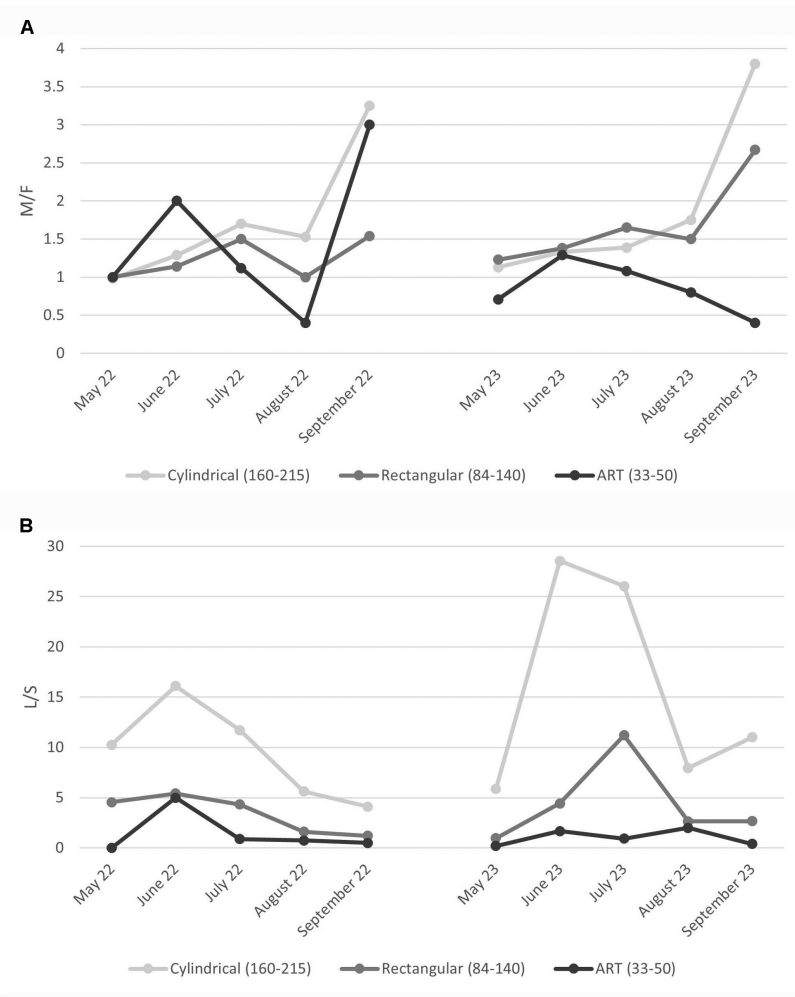 A
4
3.5
3
2.5
2
1.5
1
0.5
0
M/F
May 22
June 22
July 22
August 22
September 22
May 23
June 23
July 23
August 23
September 23
Cylindrical (160-215)
Rectangular (84-140)
ART (33-50)
B
30
25
20
15
10
5
0
L/S
May 22
June 22
July 22
August 22
September 22
May 23
June 23
July 23
August 23
September 23
Cylindrical (160-215)
Rectangular (84-140)
ART (33-50)